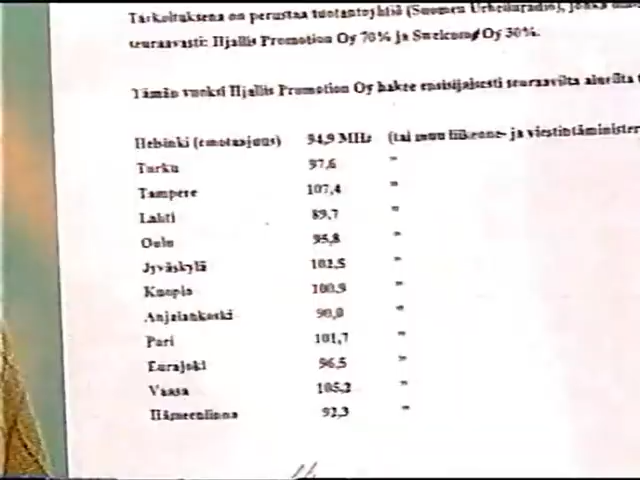 Tarkoituksena on perustaa tuotantoyhtiö (Suomen Urheiluradio), jonka
seuraavasti: Hjallis Promotion Oy 70% ja Swelcom Oy 30%.
Tämän vuoksi Hjallis Promotion Oy hakee ensisijaisesti seuraavilta alueilta
Helsinki (emotaajuus) 94,9 MHz (tai muu liikenne- ja viestintäminister
Turku 97,6 "
Tampere 107,4 "
Lahti 89,7 "
Oulu 95,8 "
Jyväskylä 102,5 "
Kuopio 100,9 "
Anjalankoski 90,0 "
Pori 101,7 "
Eurajoki 96,5 "
Vaasa 105,2 "
Hämeenlinna 92,3 "